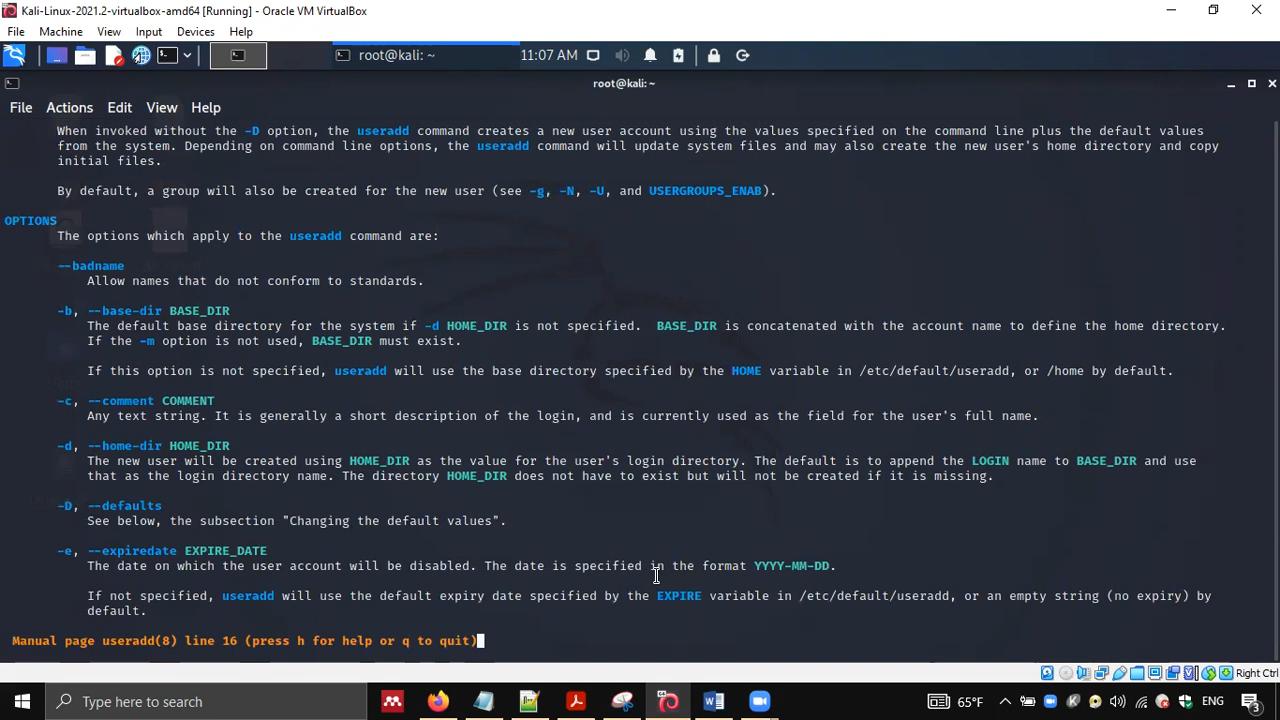 Kali-Linux-2021.2-virtualbox-amd64 [Running] - Oracle VM VirtualBox
File Machine View Input Devices Help
root@kali: ~ 11:07 AM
root@kali: ~
File Actions Edit View Help
When invoked without the -D option, the useradd command creates a new user account using the values specified on the command line plus the default values
from the system. Depending on command line options, the useradd command will update system files and may also create the new user's home directory and copy
initial files.
By default, a group will also be created for the new user (see -g, -N, -U, and USERGROUPS_ENAB).
OPTIONS
The options which apply to the useradd command are:
--badname
Allow names that do not conform to standards.
-b, --base-dir BASE_DIR
The default base directory for the system if -d HOME_DIR is not specified. BASE_DIR is concatenated with the account name to define the home directory.
If the -m option is not used, BASE_DIR must exist.
If this option is not specified, useradd will use the base directory specified by the HOME variable in /etc/default/useradd, or /home by default.
-c, --comment COMMENT
Any text string. It is generally a short description of the login, and is currently used as the field for the user's full name.
-d, --home-dir HOME_DIR
The new user will be created using HOME_DIR as the value for the user's login directory. The default is to append the LOGIN name to BASE_DIR and use
that as the login directory name. The directory HOME_DIR does not have to exist but will not be created if it is missing.
-D, --defaults
See below, the subsection "Changing the default values".
-e, --expiredate EXPIRE_DATE
The date on which the user account will be disabled. The date is specified in the format YYYY-MM-DD.
If not specified, useradd will use the default expiry date specified by the EXPIRE variable in /etc/default/useradd, or an empty string (no expiry) by
default.
Manual page useradd(8) line 16 (press h for help or q to quit)
Right Ctrl
Type here to search 65°F ENG 3